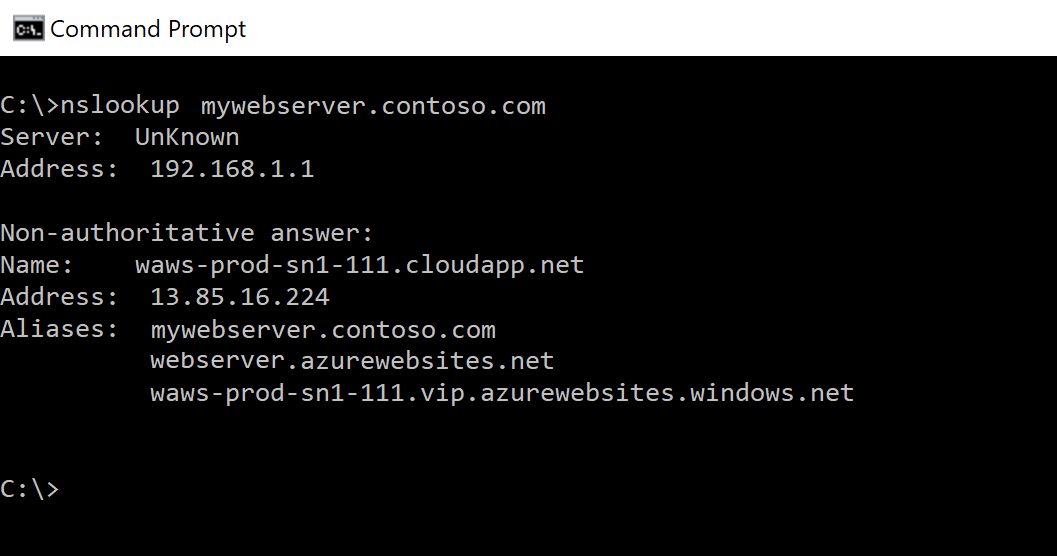 Command Prompt
C:\>nslookup mywebserver.contoso.com
Server:  UnKnown
Address:  192.168.1.1
Non-authoritative answer:
Name:    waws-prod-sn1-111.cloudapp.net
Address:  13.85.16.224
Aliases:  mywebserver.contoso.com
          webserver.azurewebsites.net
          waws-prod-sn1-111.vip.azurewebsites.windows.net
C:\>